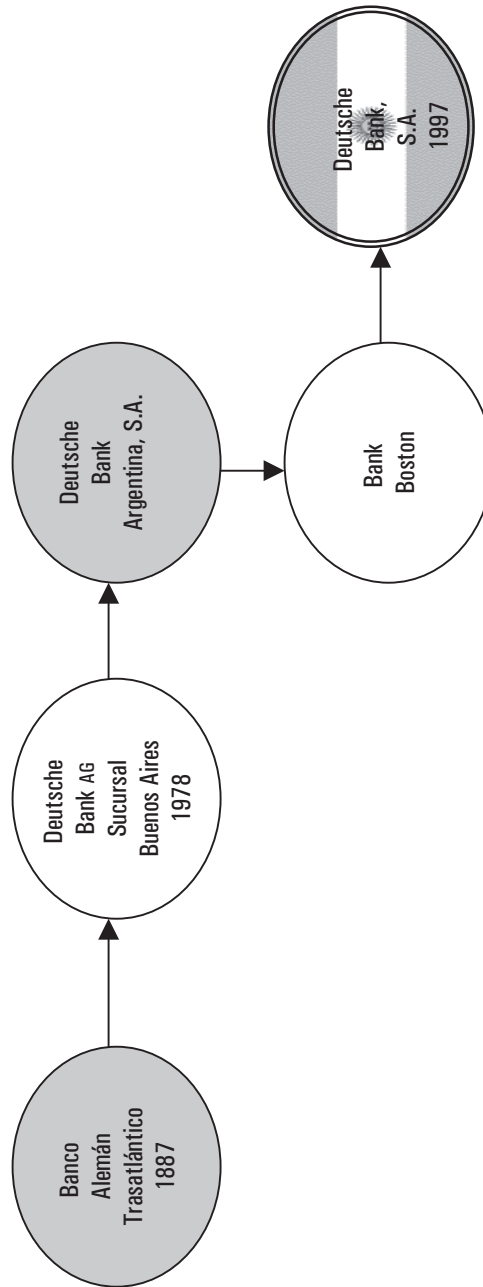 Banco
Alemán
Trasatlántico
1887
Deutsche
Bank AG
Sucursal
Buenos Aires
1978
Deutsche
Bank
Argentina, S.A.
Bank
Boston
Deutsche
Bank,
S.A.
1997